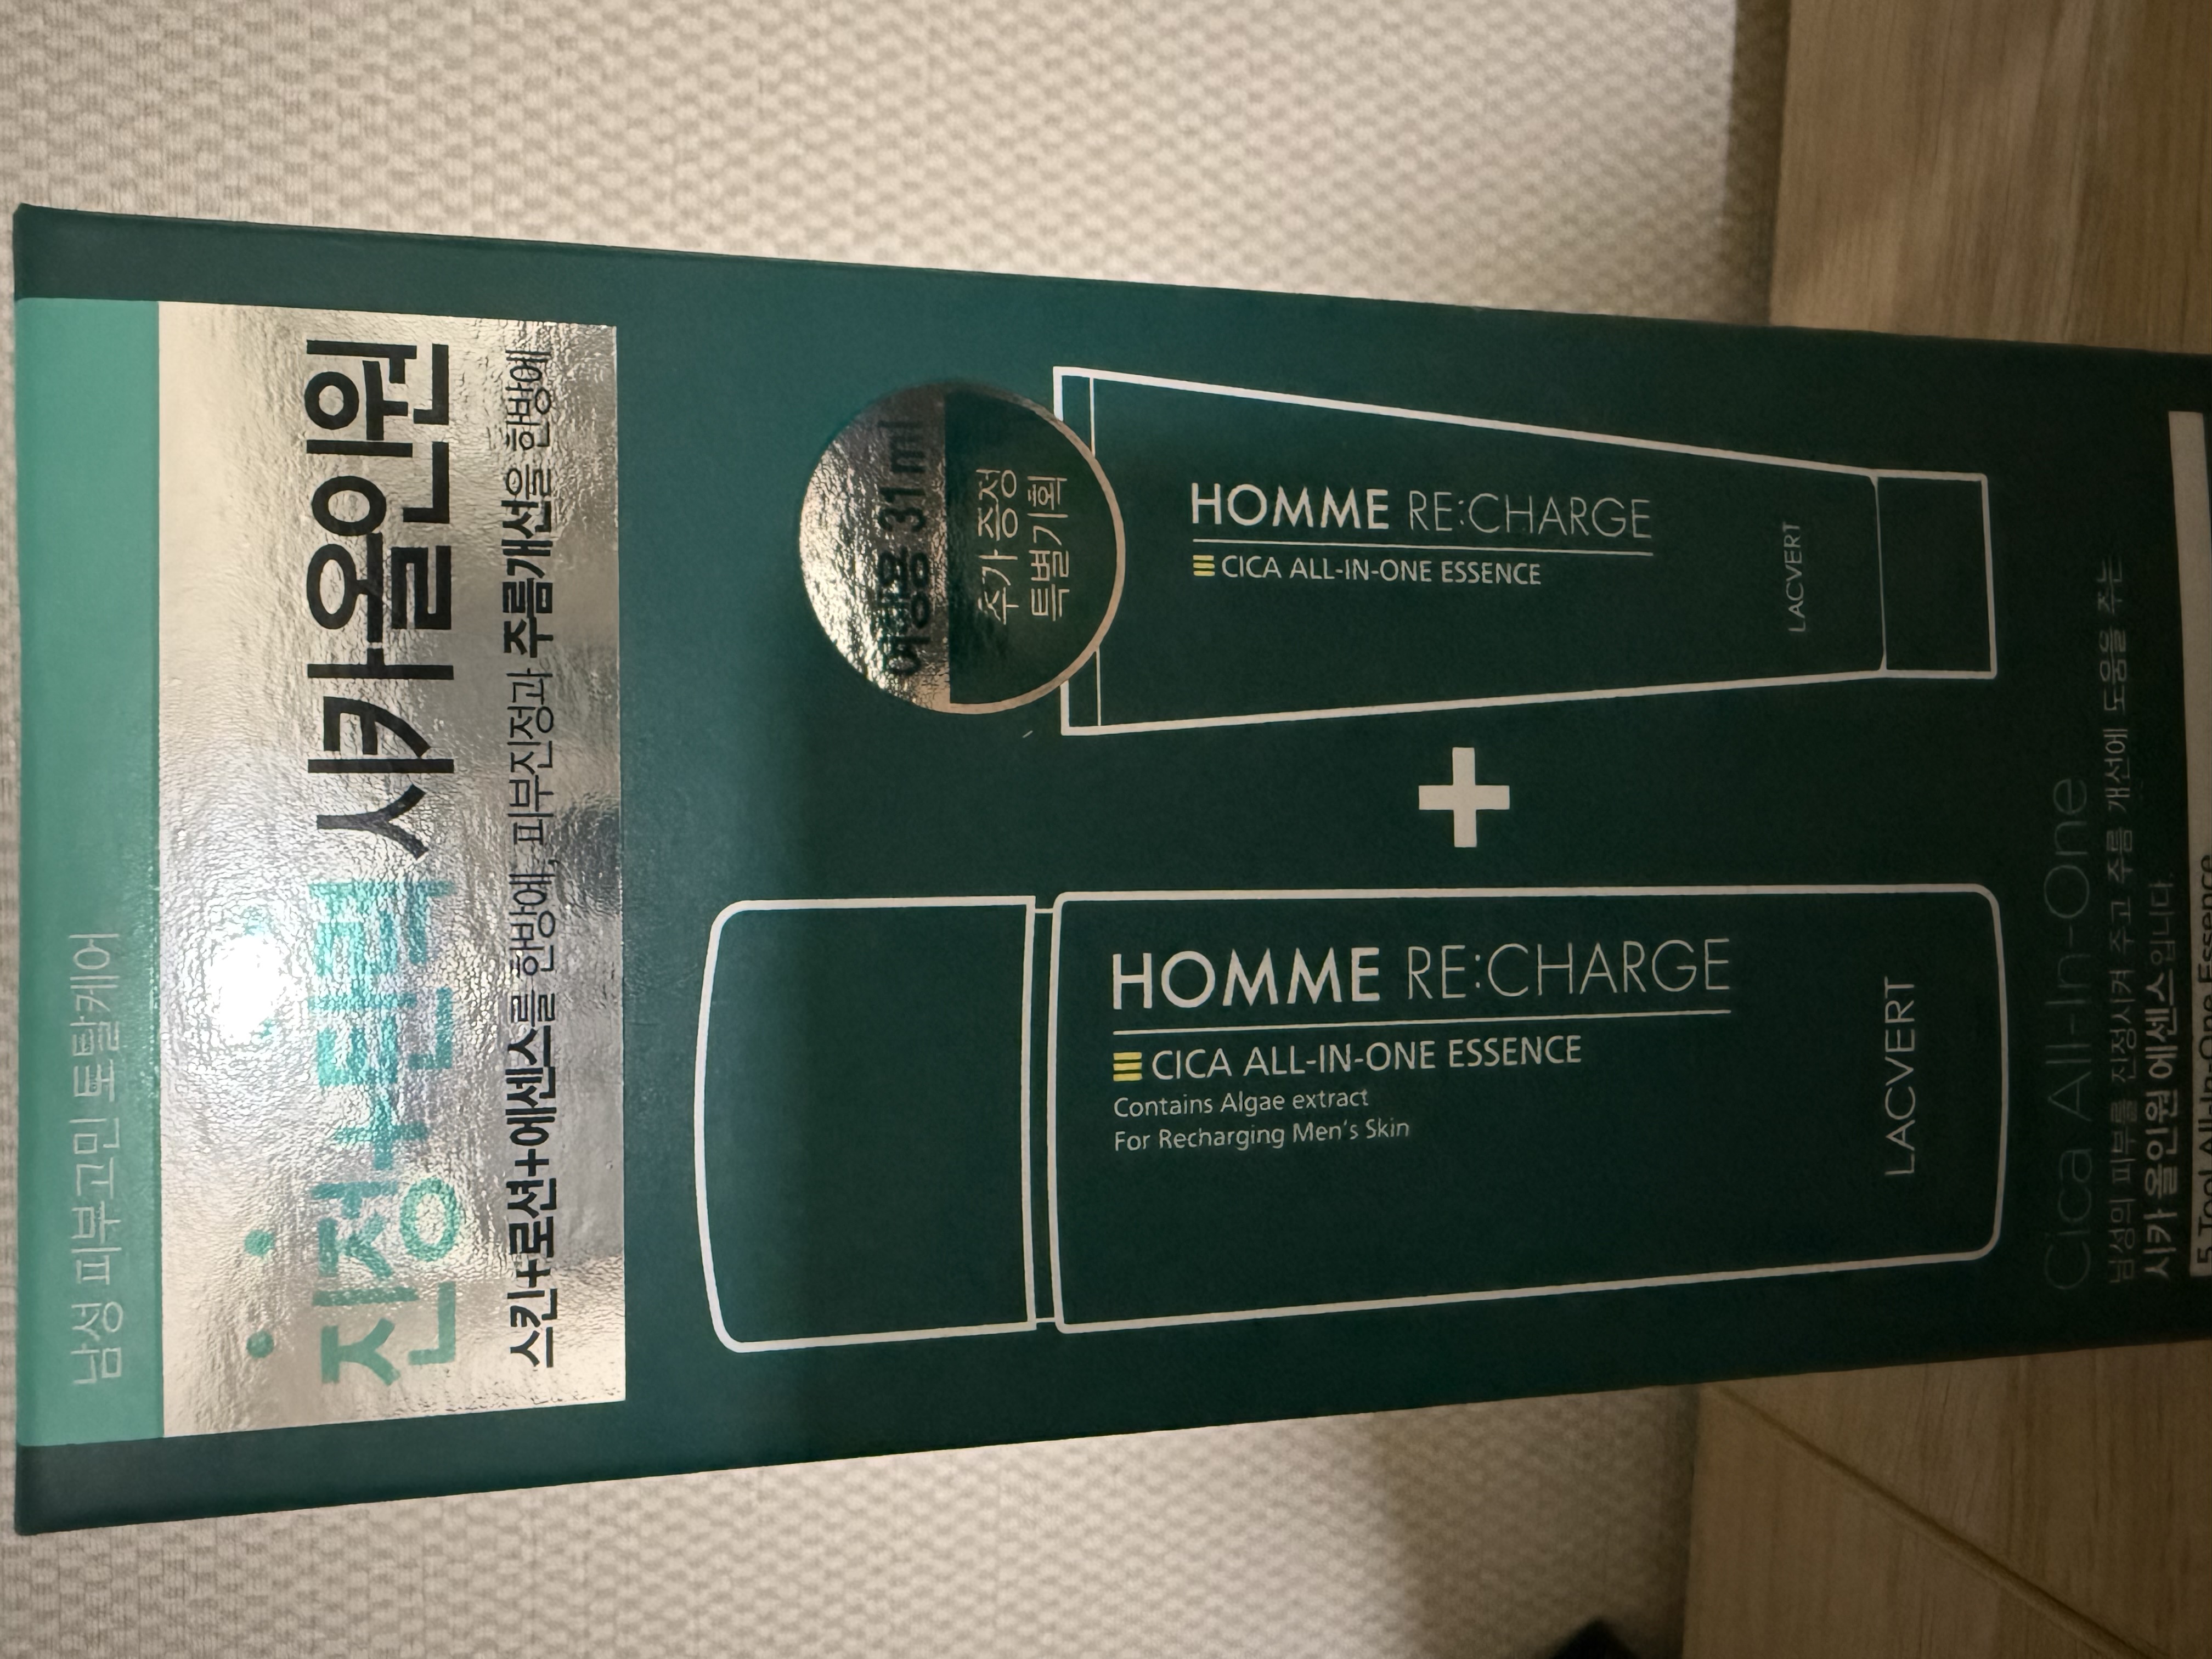 남성 피부고민 토탈케어
진정+탄력 시카올인원
스킨+로션+에센스를 한방에, 피부진정과 주름개선을 한방에
여행용 31ml
추가 증정
특별기획
HOMME RE:CHARGE
CICA ALL-IN-ONE ESSENCE
Contains Algae extract
For Recharging Men's Skin
LACVERT
+
HOMME RE:CHARGE
CICA ALL-IN-ONE ESSENCE
LACVERT
Cica All-In-One
남성의 피부를 진정시켜 주고 주름 개선에 도움을 주는
시카 올인원 에센스입니다.
5 Tool All-In-One Essence